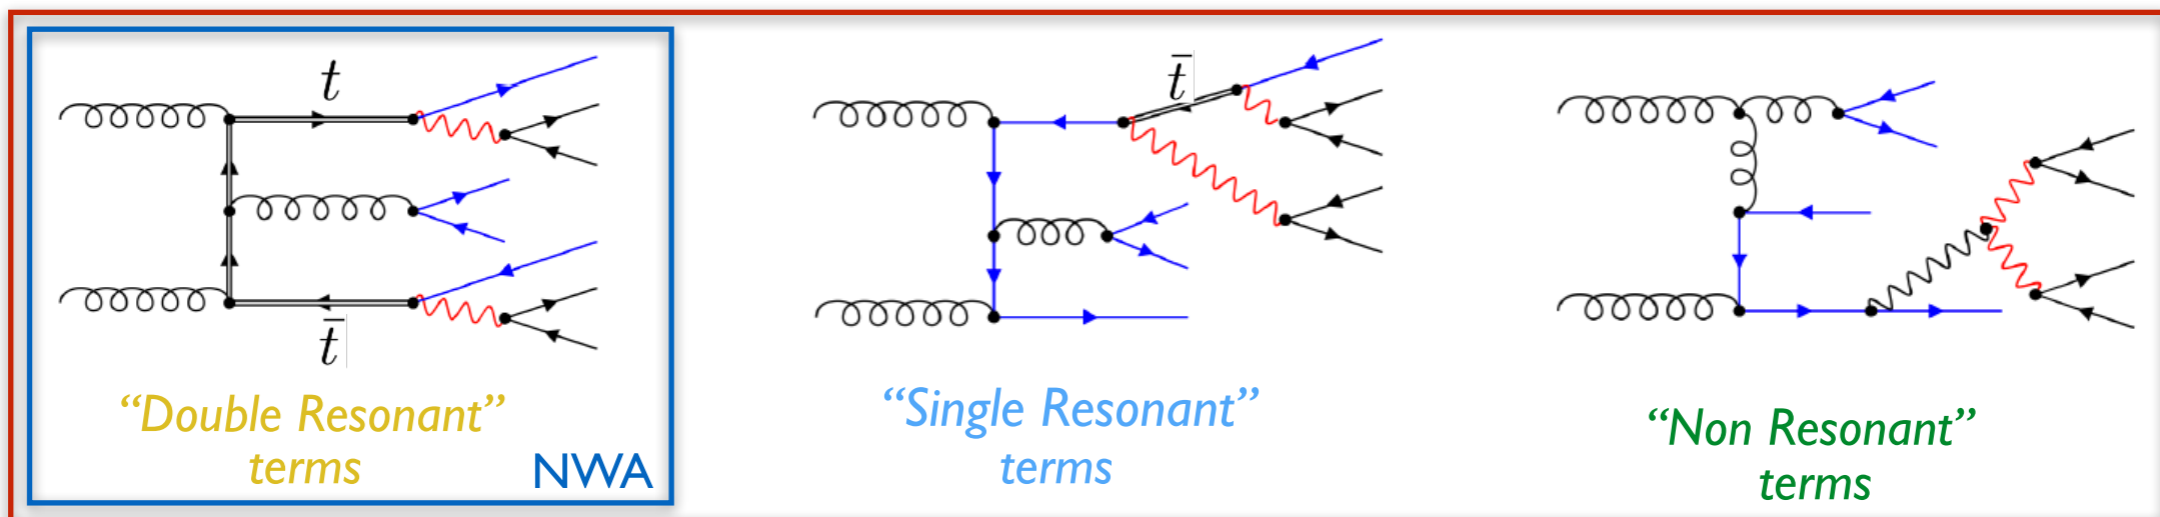 t
t̄
“Double Resonant”
terms
NWA
t̄
“Single Resonant”
terms
“Non Resonant”
terms